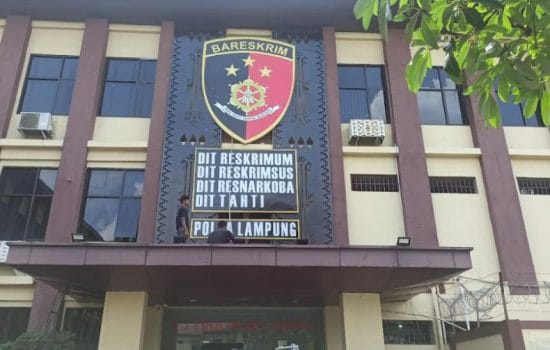 BARESKRIM
DIT RESKRIMUM
DIT RESKRIMSUS
DIT RESNARKOBA
DIT TAHTI
POLDA LAMPUNG